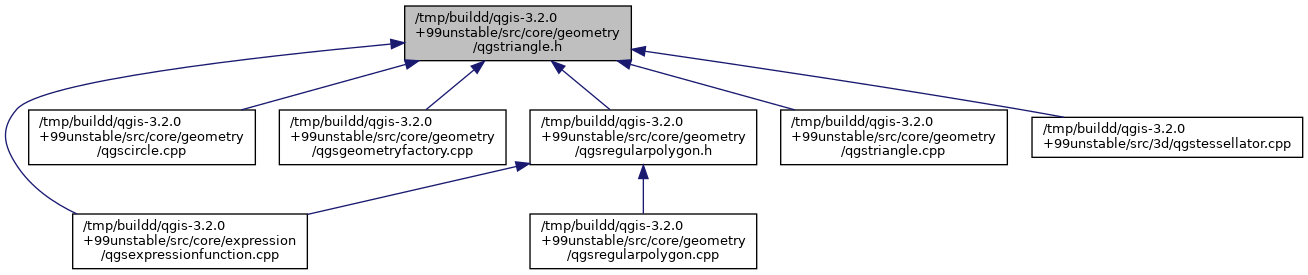 /tmp/buildd/qgis-3.2.0
+99unstable/src/core/geometry
/qgstriangle.h
/tmp/buildd/qgis-3.2.0
+99unstable/src/core/geometry
/qgscircle.cpp
/tmp/buildd/qgis-3.2.0
+99unstable/src/core/geometry
/qgsgeometryfactory.cpp
/tmp/buildd/qgis-3.2.0
+99unstable/src/core/geometry
/qgsregularpolygon.h
/tmp/buildd/qgis-3.2.0
+99unstable/src/core/geometry
/qgstriangle.cpp
/tmp/buildd/qgis-3.2.0
+99unstable/src/3d/qgstessellator.cpp
/tmp/buildd/qgis-3.2.0
+99unstable/src/core/expression
/qgsexpressionfunction.cpp
/tmp/buildd/qgis-3.2.0
+99unstable/src/core/geometry
/qgsregularpolygon.cpp